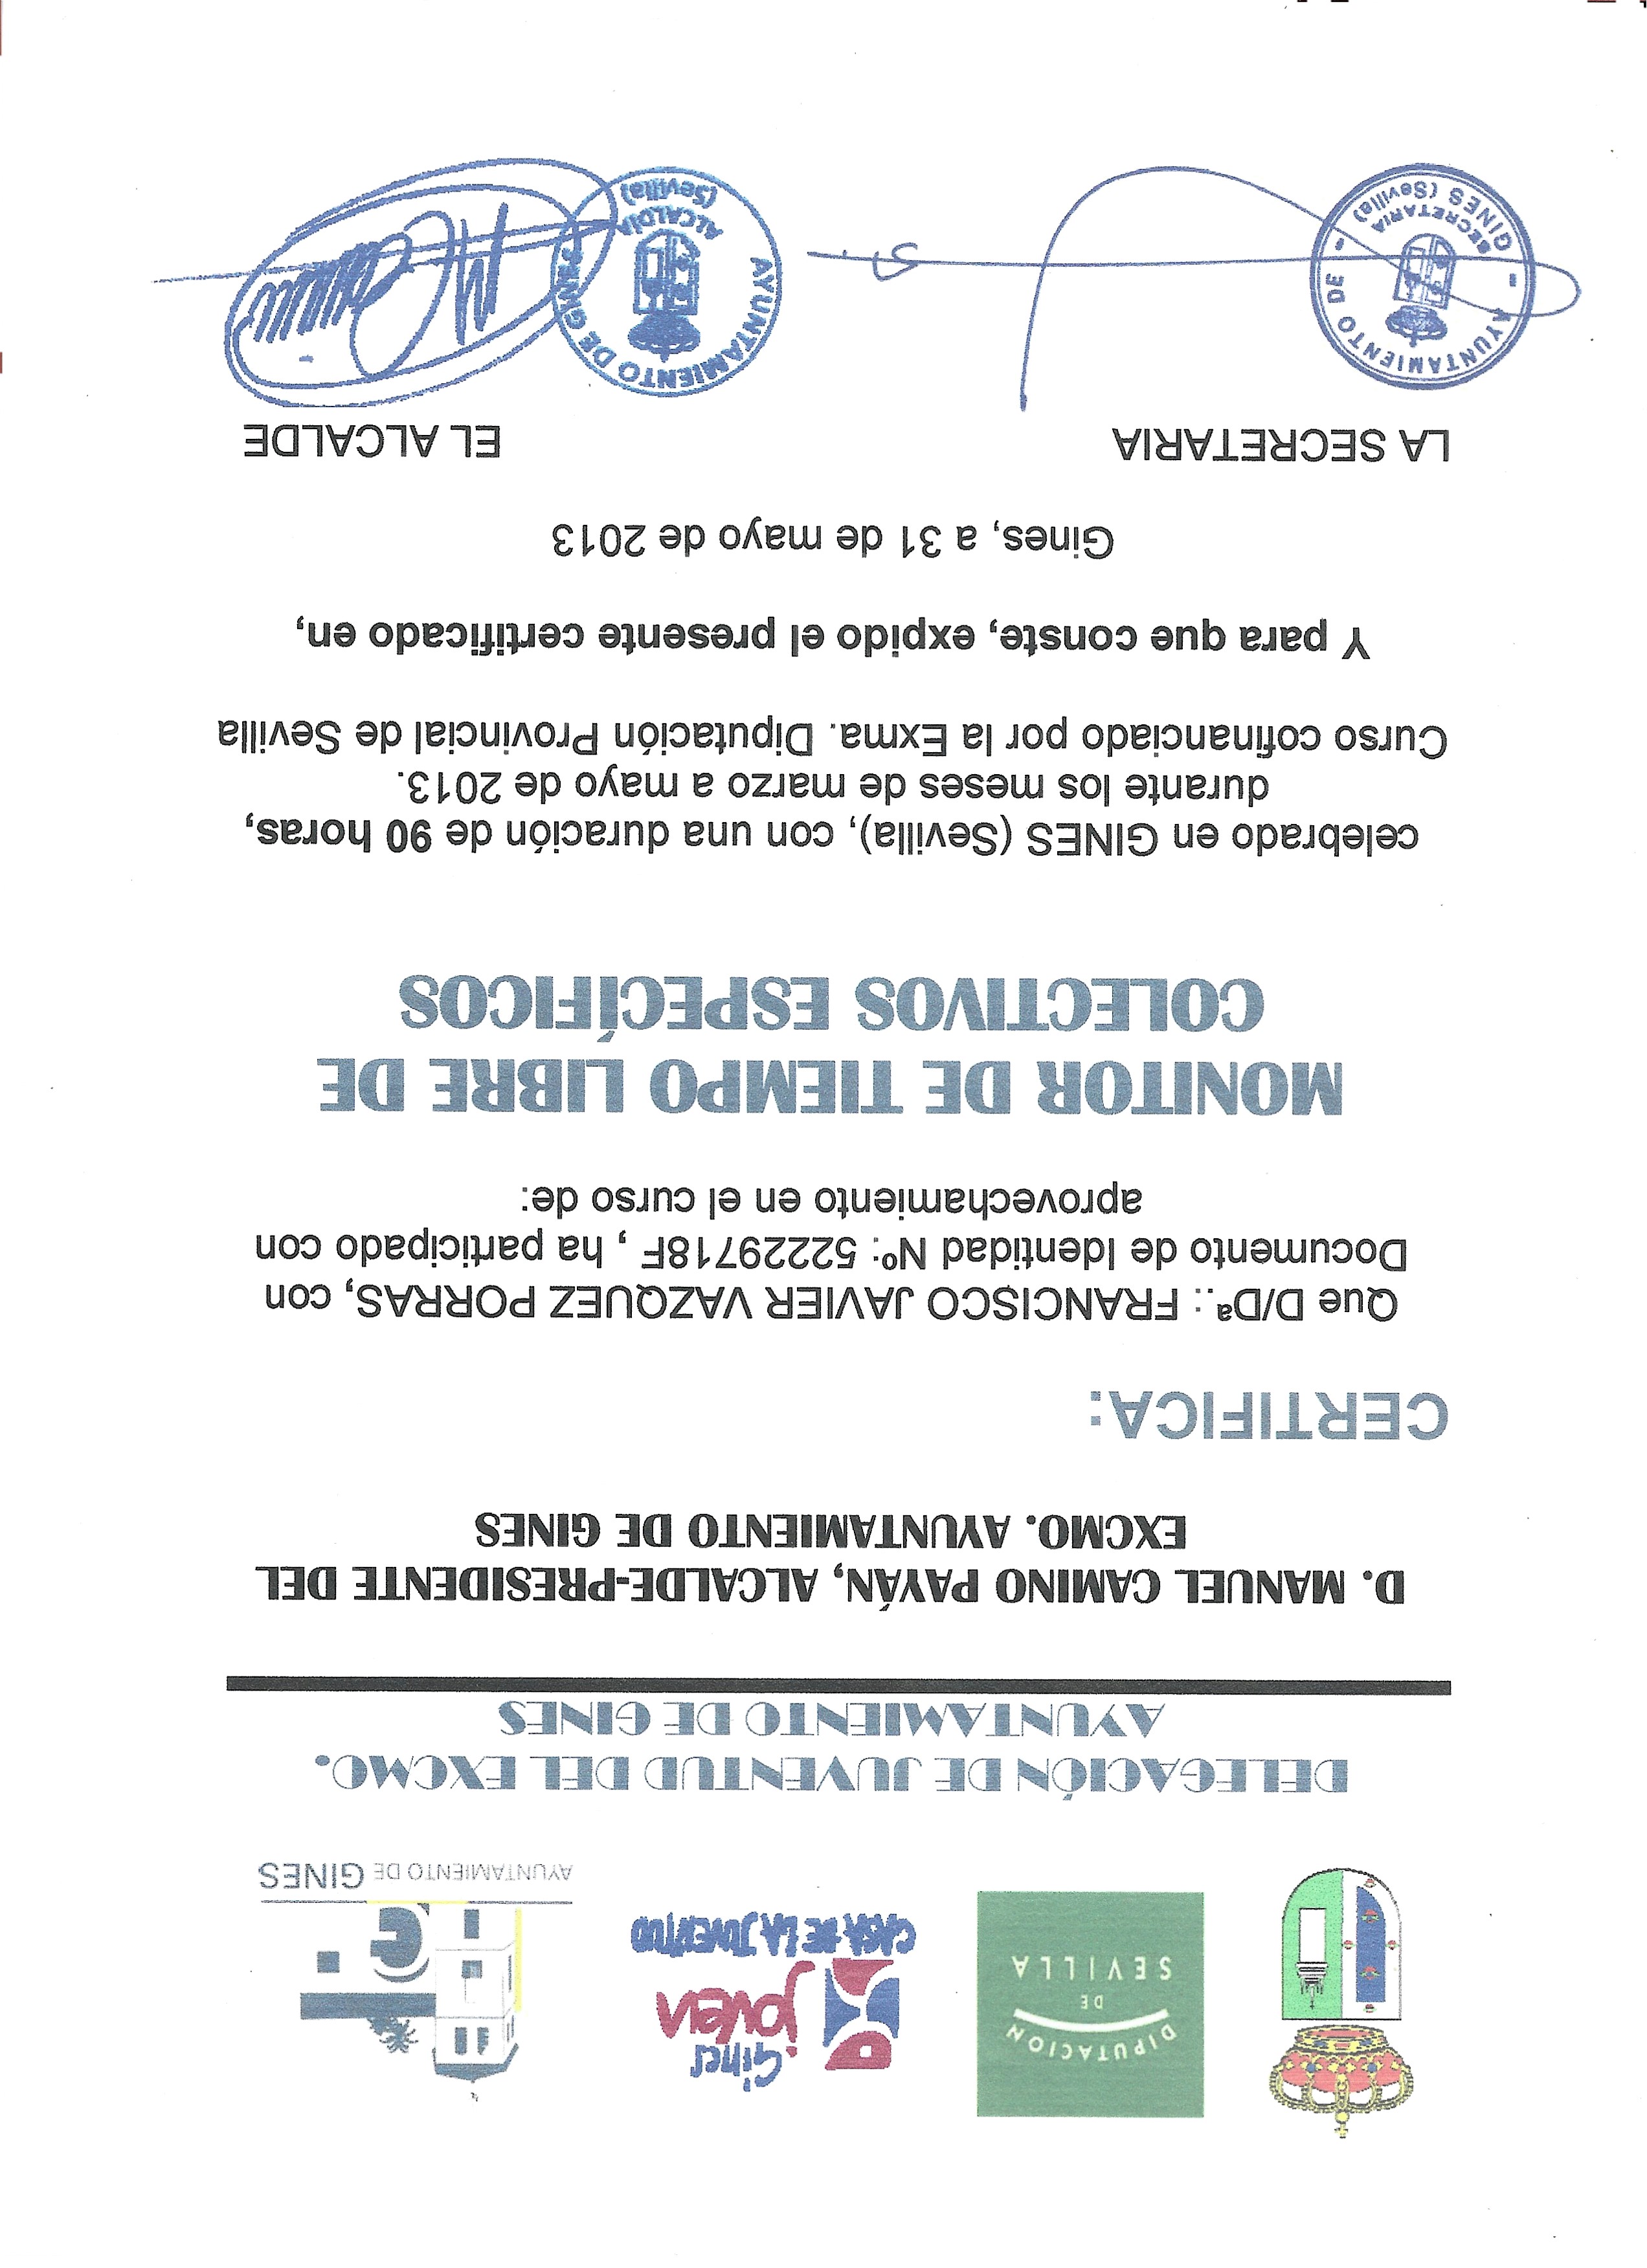 DIPUTACION
DE
SEVILLA
Gines
joven
CASA DE LA JUVENTUD
AYUNTAMIENTO DE GINES
DELEGACIÓN DE JUVENTUD DEL EXCMO.
AYUNTAMIENTO DE GINES
D. MANUEL CAMINO PAYÁN, ALCALDE-PRESIDENTE DEL
EXCMO. AYUNTAMIENTO DE GINES
CERTIFICA:
Que D/Dª.: FRANCISCO JAVIER VAZQUEZ PORRAS, con
Documento de Identidad Nº: 52229718F , ha participado con
aprovechamiento en el curso de:
MONITOR DE TIEMPO LIBRE DE
COLECTIVOS ESPECÍFICOS
celebrado en GINES (Sevilla), con una duración de 90 horas,
durante los meses de marzo a mayo de 2013.
Curso cofinanciado por la Exma. Diputación Provincial de Sevilla
Y para que conste, expido el presente certificado en,
Gines, a 31 de mayo de 2013
LA SECRETARIA
EL ALCALDE
AYUNTAMIENTO DE
SECRETARIA
GINES (Sevilla)
AYUNTAMIENTO DE GINES
ALCALDÍA
(Sevilla)